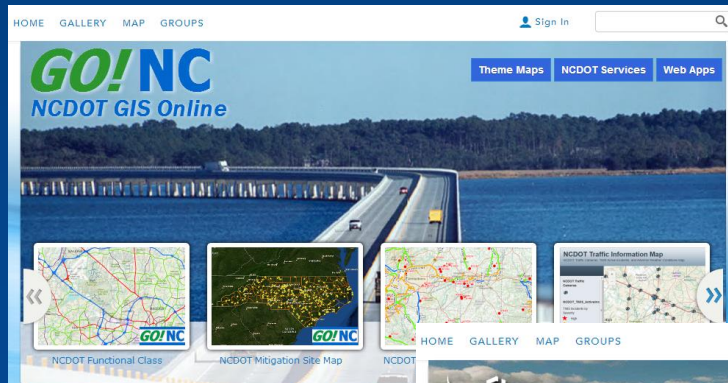 HOME GALLERY MAP GROUPS Sign In
GO! NC
NCDOT GIS Online
Theme Maps NCDOT Services Web Apps
NCDOT Traffic Information Map
GO! NC GO! NC
NCDOT Functional Class NCDOT Mitigation Site Map NCDOT
HOME GALLERY MAP GROUPS